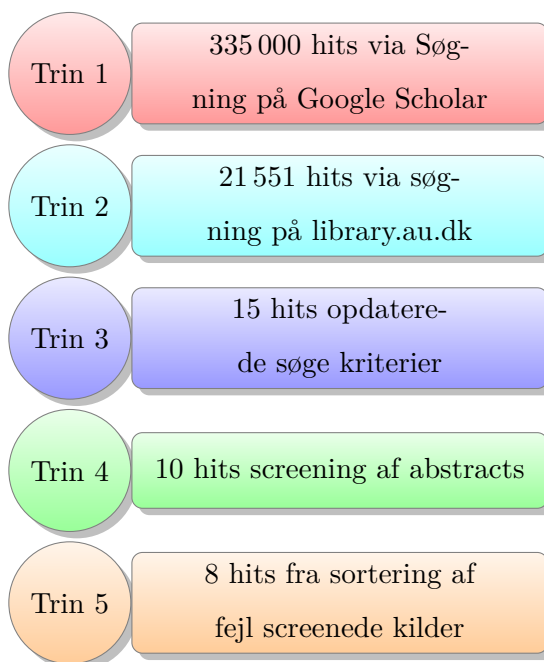 Trin 1
335 000 hits via Søg-
ning på Google Scholar
Trin 2
21 551 hits via søg-
ning på library.au.dk
Trin 3
15 hits opdatere-
de søge kriterier
Trin 4
10 hits screening af abstracts
Trin 5
8 hits fra sortering af
fejl screenede kilder